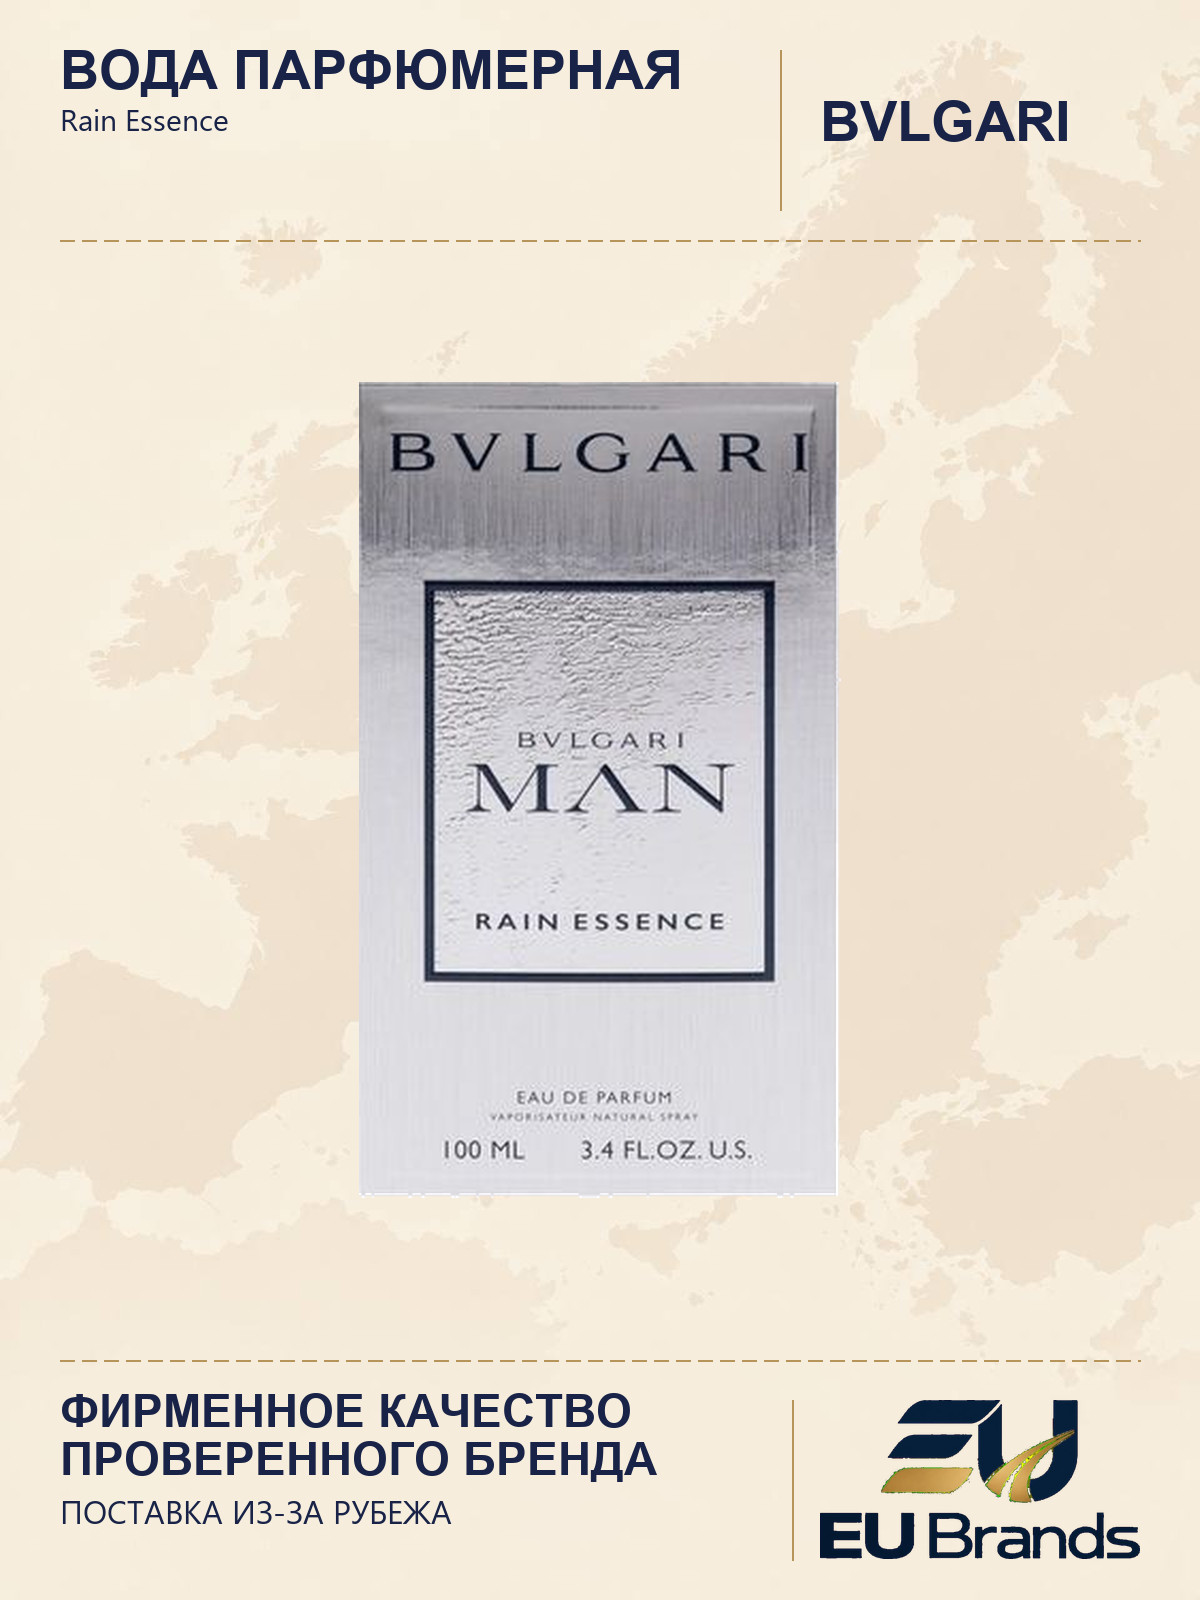 ВОДА ПАРФЮМЕРНАЯ
Rain Essence
BVLGARI
BVLGARI
BVLGARI
MAN
RAIN ESSENCE
EAU DE PARFUM
VAPORISATEUR NATURAL SPRAY
100 ML 3.4 FL.OZ. U.S.
ФИРМЕННОЕ КАЧЕСТВО
ПРОВЕРЕННОГО БРЕНДА
ПОСТАВКА ИЗ-ЗА РУБЕЖА
EU
EU Brands